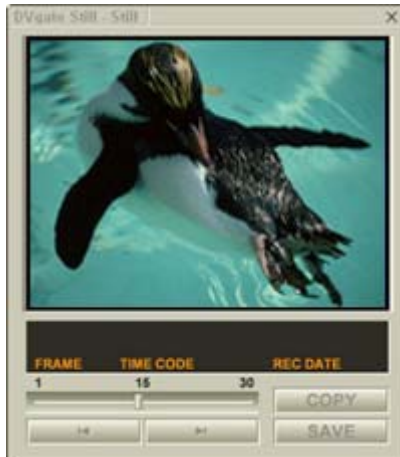 DVgate Still - Still
FRAME TIME CODE REC DATE
1 15 30
COPY
SAVE